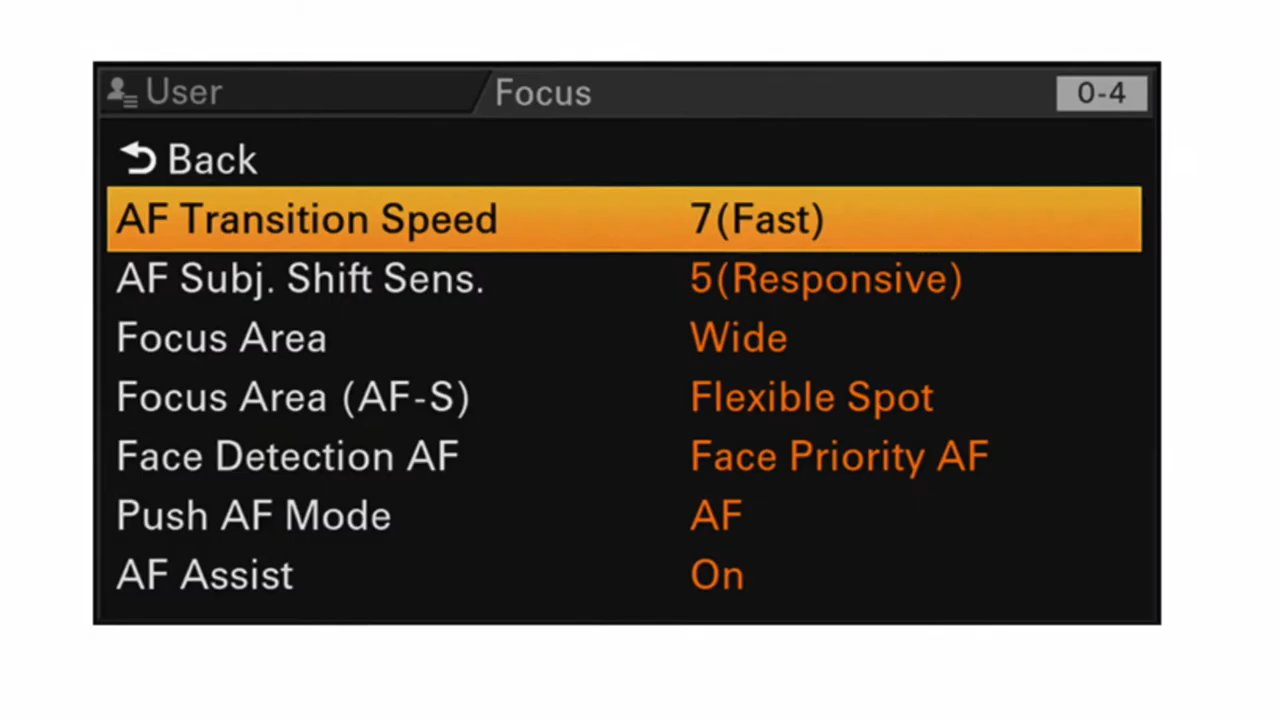 User Focus 0-4
Back
AF Transition Speed 7(Fast)
AF Subj. Shift Sens. 5(Responsive)
Focus Area Wide
Focus Area (AF-S) Flexible Spot
Face Detection AF Face Priority AF
Push AF Mode AF
AF Assist On